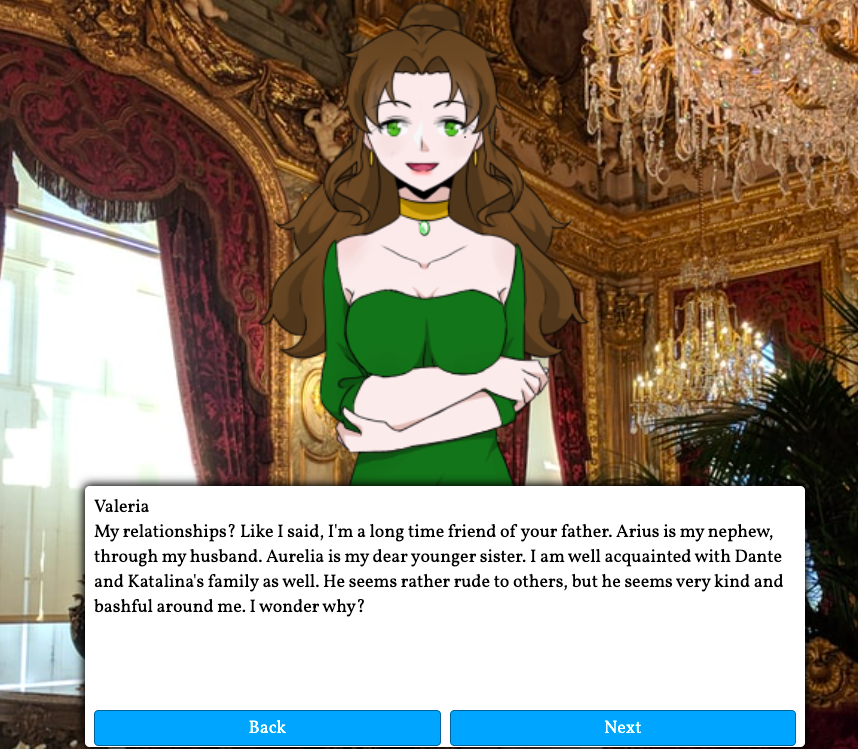 Valeria
My relationships? Like I said, I'm a long time friend of your father. Arius is my nephew,
through my husband. Aurelia is my dear younger sister. I am well acquainted with Dante
and Katalina's family as well. He seems rather rude to others, but he seems very kind and
bashful around me. I wonder why?
Back
Next